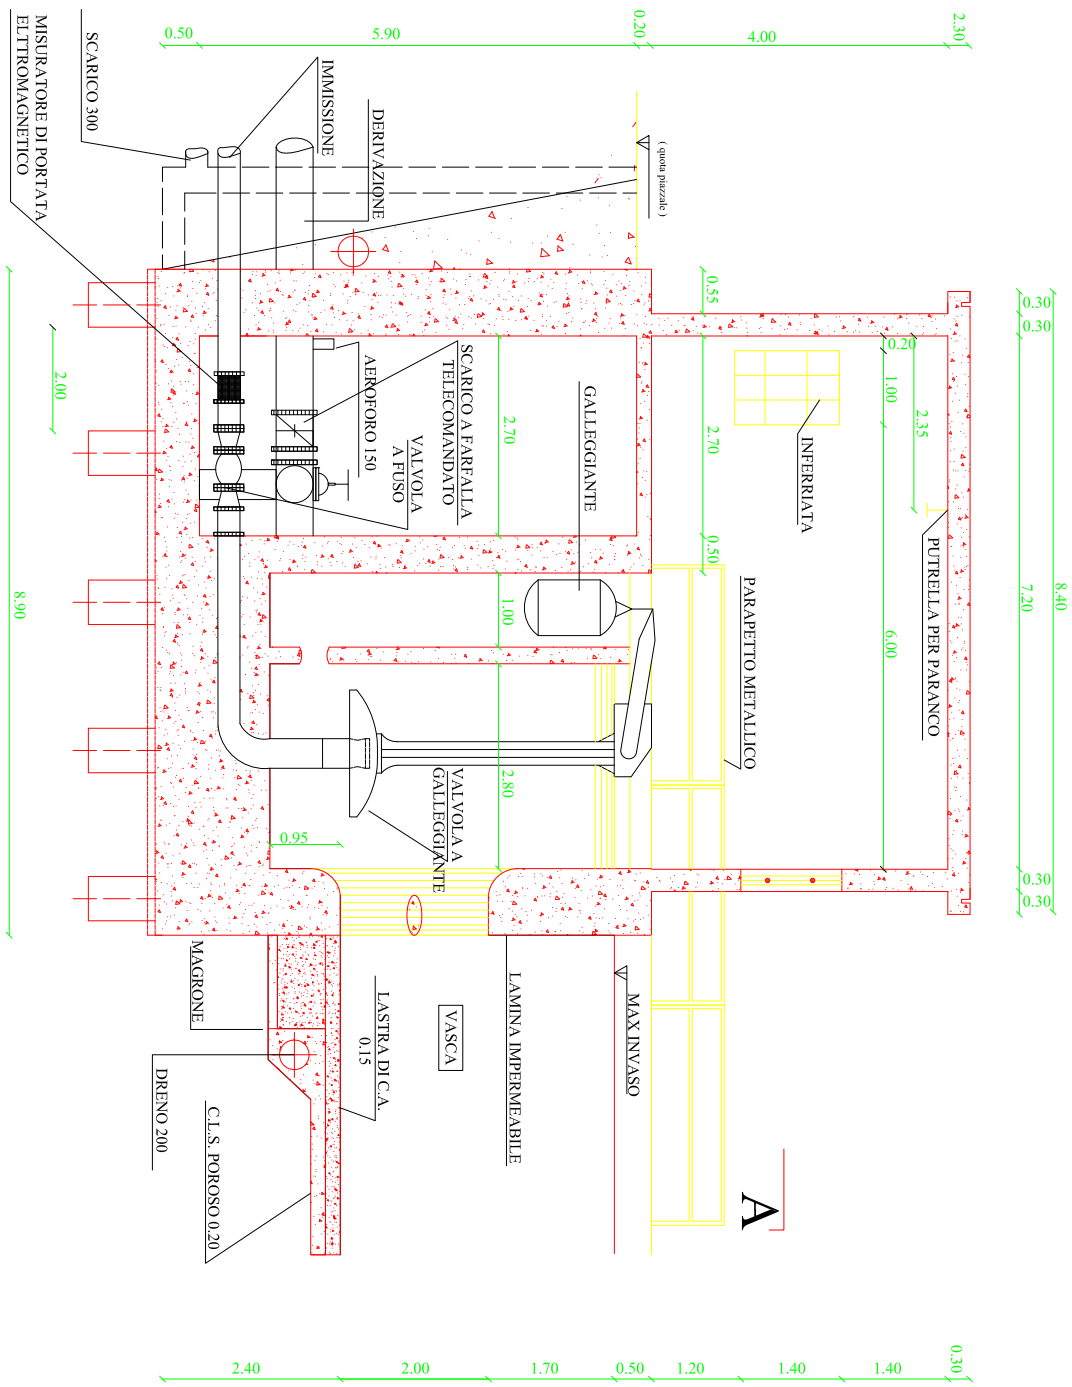 2.30
4.00
0.20
5.90
0.50
8.40
0.30
0.30
7.20
0.30
0.30
0.20
1.00
2.35
6.00
0.55
2.70
0.50
2.70
1.00
2.80
0.95
2.00
8.90
( quota piazzale )
DERIVAZIONE
IMMISSIONE
SCARICO 300
MISURATORE DI PORTATA
ELTTROMAGNETICO
PUTRELLA PER PARANCO
INFERRIATA
PARAPETTO METALLICO
GALLEGGIANTE
SCARICO A FARFALLA
TELECOMANDATO
VALVOLA
A FUSO
AEROFORO 150
VALVOLA A
GALLEGGIANTE
MAX INVASO
LAMINA IMPERMEABILE
VASCA
LASTRA DI C.A.
0.15
MAGRONE
DRENO 200
C.L.S. POROSO 0.20
A
0.30
1.40
1.40
1.20
0.50
1.70
2.00
2.40